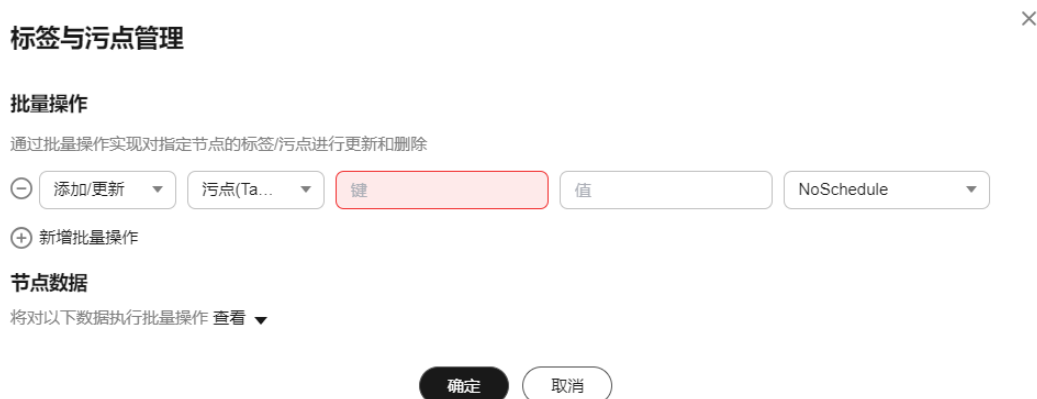 标签与污点管理
批量操作
通过批量操作实现对指定节点的标签/污点进行更新和删除
添加/更新 污点(Ta... 键 值 NoSchedule
新增批量操作
节点数据
将对以下数据执行批量操作 查看
确定 取消